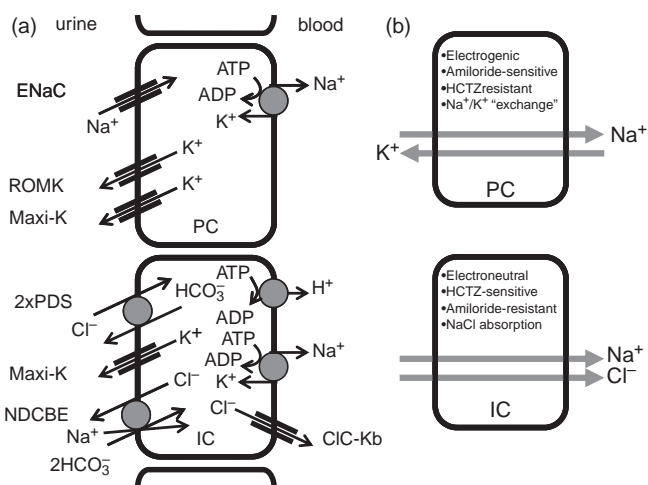 (a) urine blood
ENaC
Na⁺
ATP
ADP
Na⁺
K⁺
K⁺
ROMK
K⁺
Maxi-K
PC
2xPDS
HCO₃⁻
Cl⁻
ATP
ADP
H⁺
K⁺
Maxi-K
ATP
ADP
Na⁺
K⁺
Cl⁻
NDCBE
Na⁺
2HCO₃⁻
Cl⁻
IC
ClC-Kb
(b)
•Electrogenic
•Amiloride-sensitive
•HCTZresistant
•Na⁺/K⁺ “exchange”
Na⁺
K⁺
PC
•Electroneutral
•HCTZ-sensitive
•Amiloride-resistant
•NaCl absorption
Na⁺
Cl⁻
IC